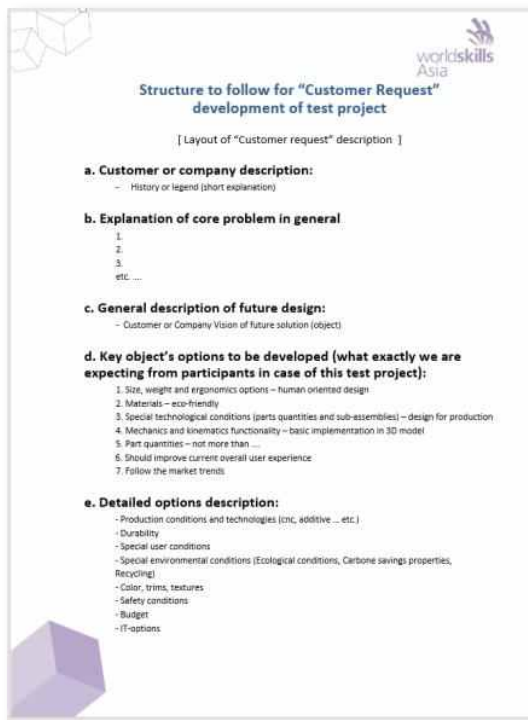 worldskills
Asia
Structure to follow for “Customer Request”
development of test project
[ Layout of “Customer request” description ]
a. Customer or company description:
- History or legend (short explanation)
b. Explanation of core problem in general
1.
2.
3.
etc. ....
c. General description of future design:
- Customer or Company Vision of future solution (object)
d. Key object’s options to be developed (what exactly we are
expecting from participants in case of this test project):
1. Size, weight and ergonomics options – human oriented design
2. Materials – eco-friendly
3. Special technological conditions (parts quantities and sub-assemblies) – design for production
4. Mechanics and kinematics functionality – basic implementation in 3D model
5. Part quantities – not more than ....
6. Should improve current overall user experience
7. Follow the market trends
e. Detailed options description:
- Production conditions and technologies (cnc, additive ... etc.)
- Durability
- Special user conditions
- Special environmental conditions (Ecological conditions, Carbone savings properties,
Recycling)
- Color, trims, textures
- Safety conditions
- Budget
- IT-options